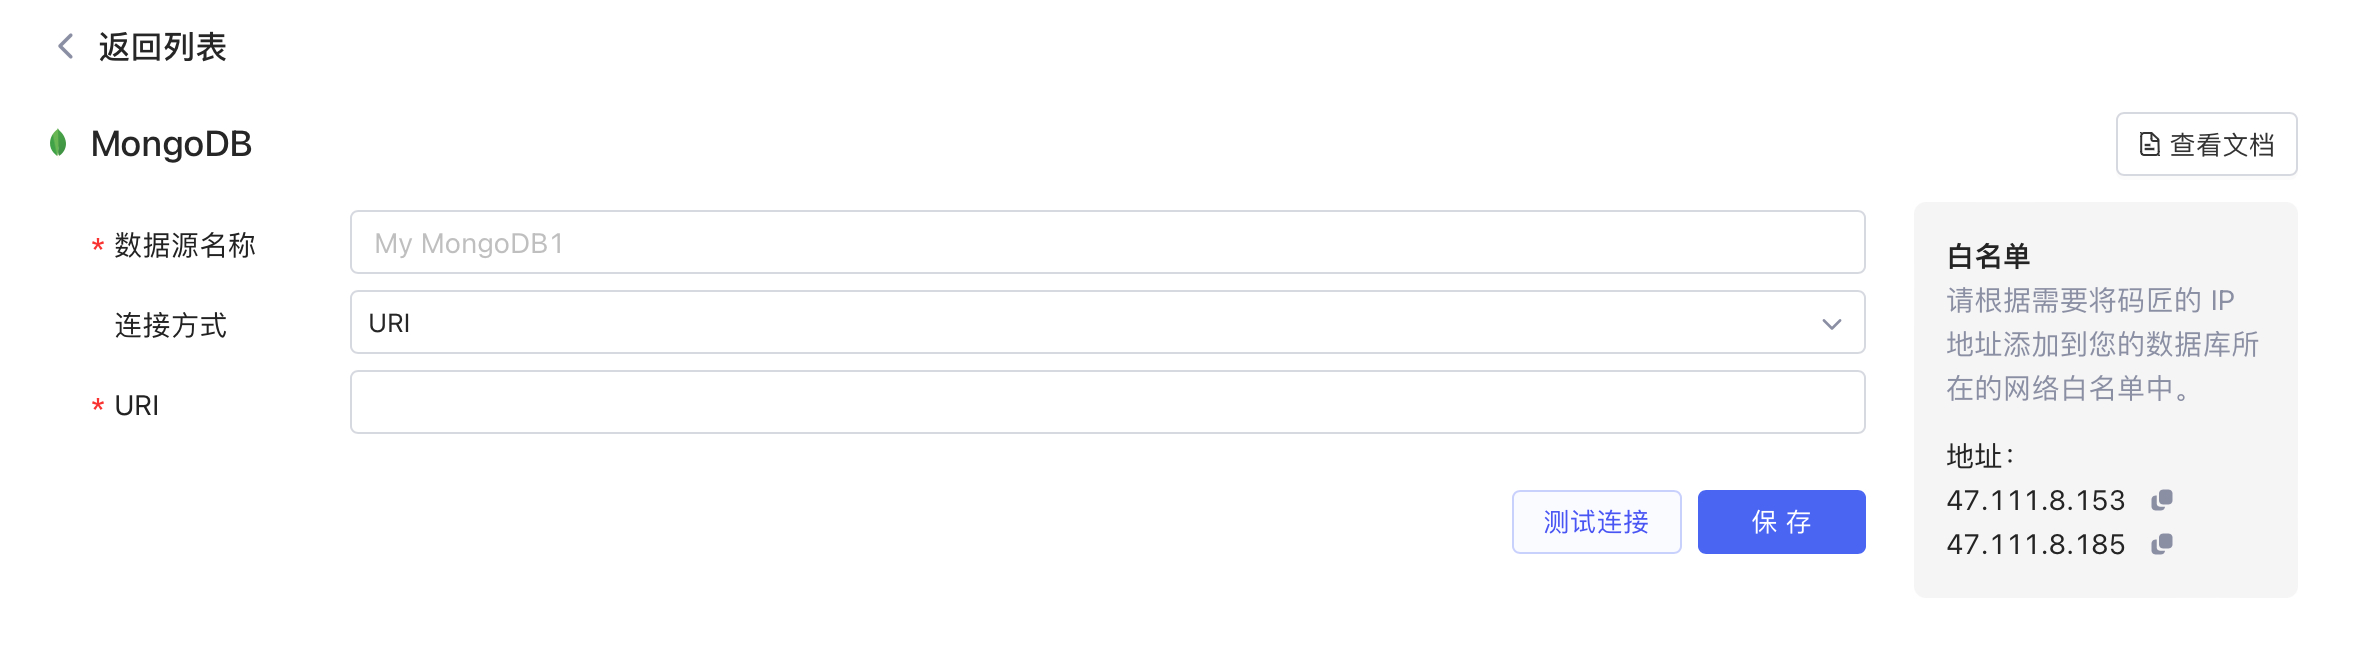 返回列表
MongoDB
查看文档
* 数据源名称
My MongoDB1
连接方式
URI
* URI
测试连接
保 存
白名单
请根据需要将码匠的 IP
地址添加到您的数据库所
在的网络白名单中。
地址：
47.111.8.153
47.111.8.185